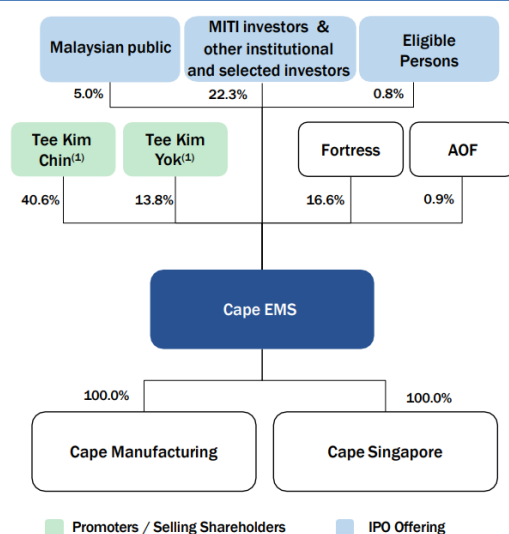 Malaysian public
MITI investors &
other institutional
and selected investors
Eligible
Persons
5.0%
22.3%
0.8%
Tee Kim
Chin(1)
Tee Kim
Yok(1)
Fortress
AOF
40.6%
13.8%
16.6%
0.9%
Cape EMS
100.0%
100.0%
Cape Manufacturing
Cape Singapore
Promoters / Selling Shareholders
IPO Offering